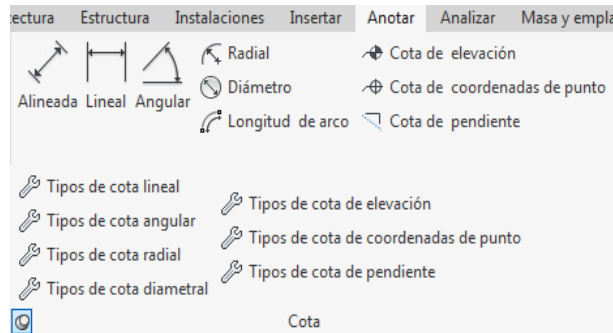 tectura Estructura Instalaciones Insertar Anotar Analizar Masa y empla
Radial
Diámetro
Longitud de arco
Cota de elevación
Cota de coordenadas de punto
Cota de pendiente
Alineada Lineal Angular
Tipos de cota lineal
Tipos de cota angular
Tipos de cota radial
Tipos de cota diametral
Tipos de cota de elevación
Tipos de cota de coordenadas de punto
Tipos de cota de pendiente
Cota